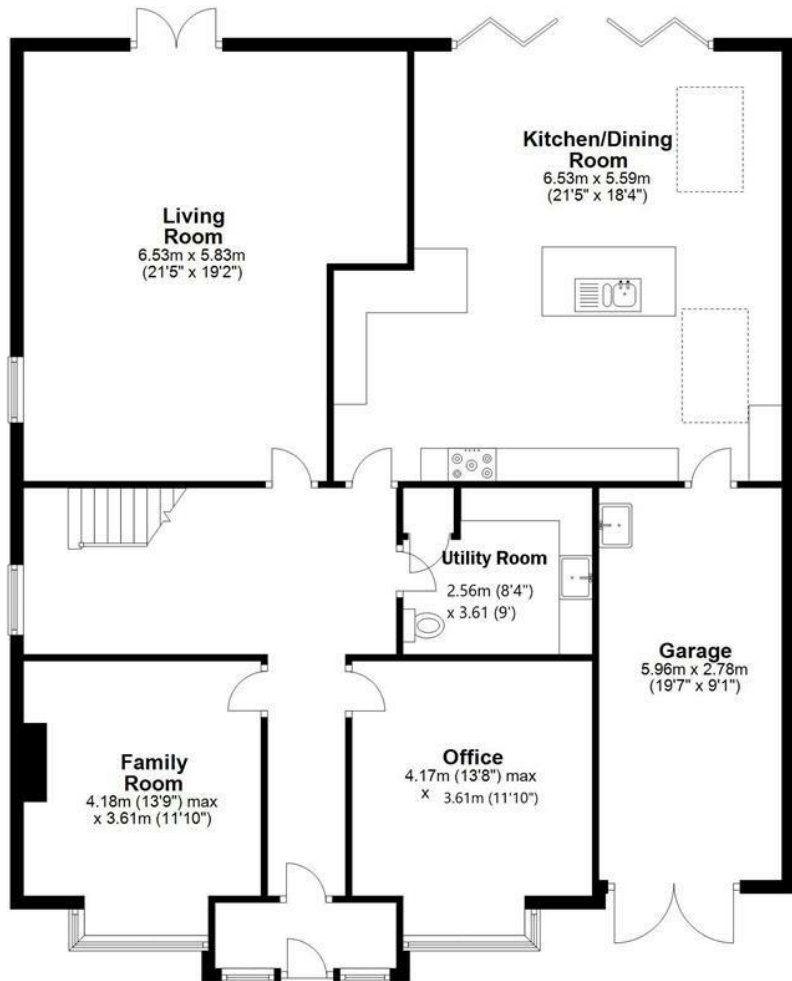 Kitchen/Dining
Room
6.53m x 5.59m
(21'5" x 18'4")
Living
Room
6.53m x 5.83m
(21'5" x 19'2")
Utility Room
2.56m (8'4")
x 3.61 (9')
Garage
5.96m x 2.78m
(19'7" x 9'1")
Family
Room
4.18m (13'9") max
x 3.61m (11'10")
Office
4.17m (13'8") max
x 3.61m (11'10")